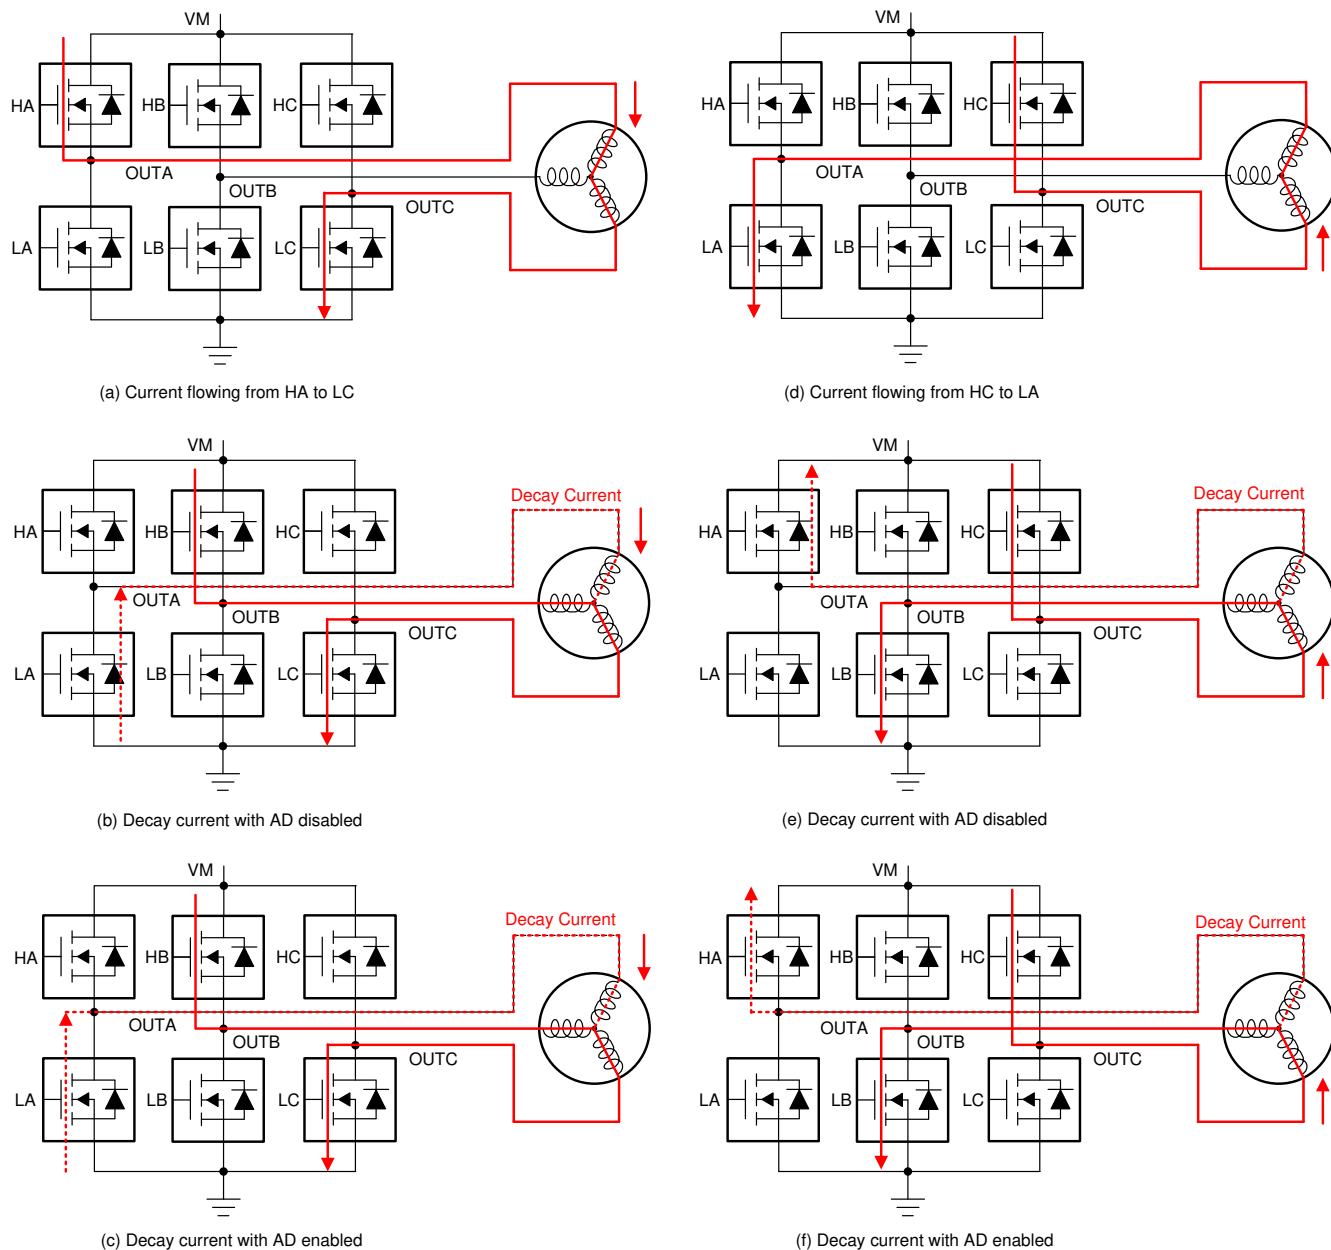 VM
HA
HB
HC
OUTA
OUTB
OUTC
LA
LB
LC
(a) Current flowing from HA to LC
VM
HA
HB
HC
OUTA
OUTB
OUTC
LA
LB
LC
(d) Current flowing from HC to LA
VM
Decay Current
HA
HB
HC
OUTA
OUTB
OUTC
LA
LB
LC
(b) Decay current with AD disabled
VM
Decay Current
HA
HB
HC
OUTA
OUTB
OUTC
LA
LB
LC
(e) Decay current with AD disabled
VM
Decay Current
HA
HB
HC
OUTA
OUTB
OUTC
LA
LB
LC
(c) Decay current with AD enabled
VM
Decay Current
HA
HB
HC
OUTA
OUTB
OUTC
LA
LB
LC
(f) Decay current with AD enabled